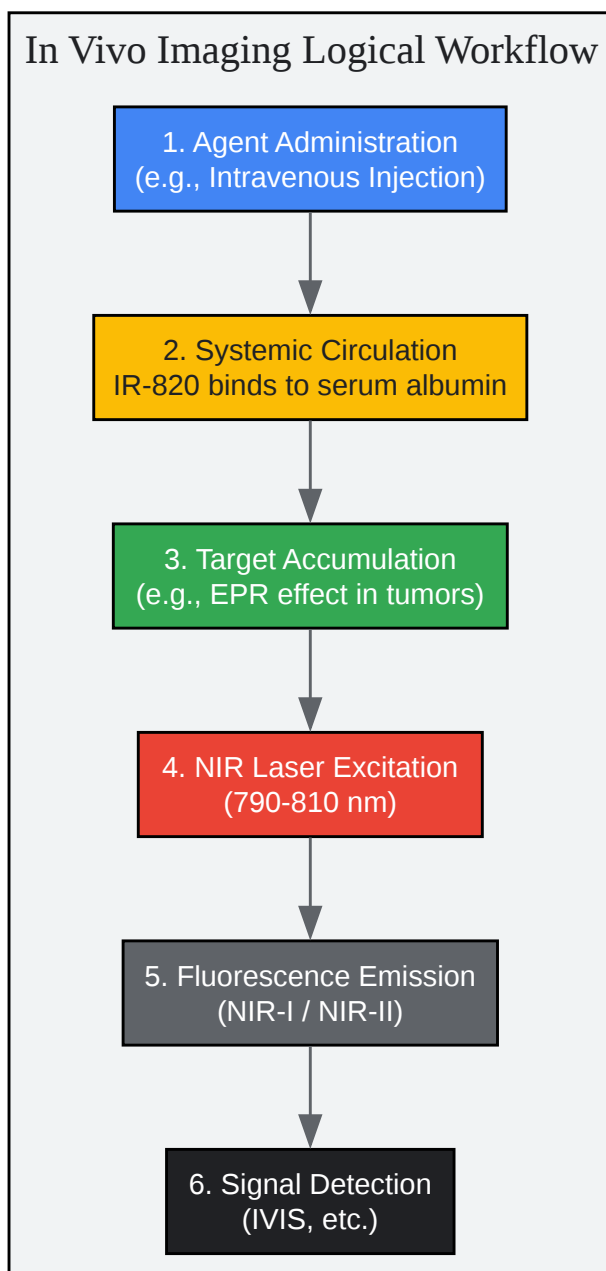 In Vivo Imaging Logical Workflow
1. Agent Administration
(e.g., Intravenous Injection)
2. Systemic Circulation
IR-820 binds to serum albumin
3. Target Accumulation
(e.g., EPR effect in tumors)
4. NIR Laser Excitation
(790-810 nm)
5. Fluorescence Emission
(NIR-I / NIR-II)
6. Signal Detection
(IVIS, etc.)